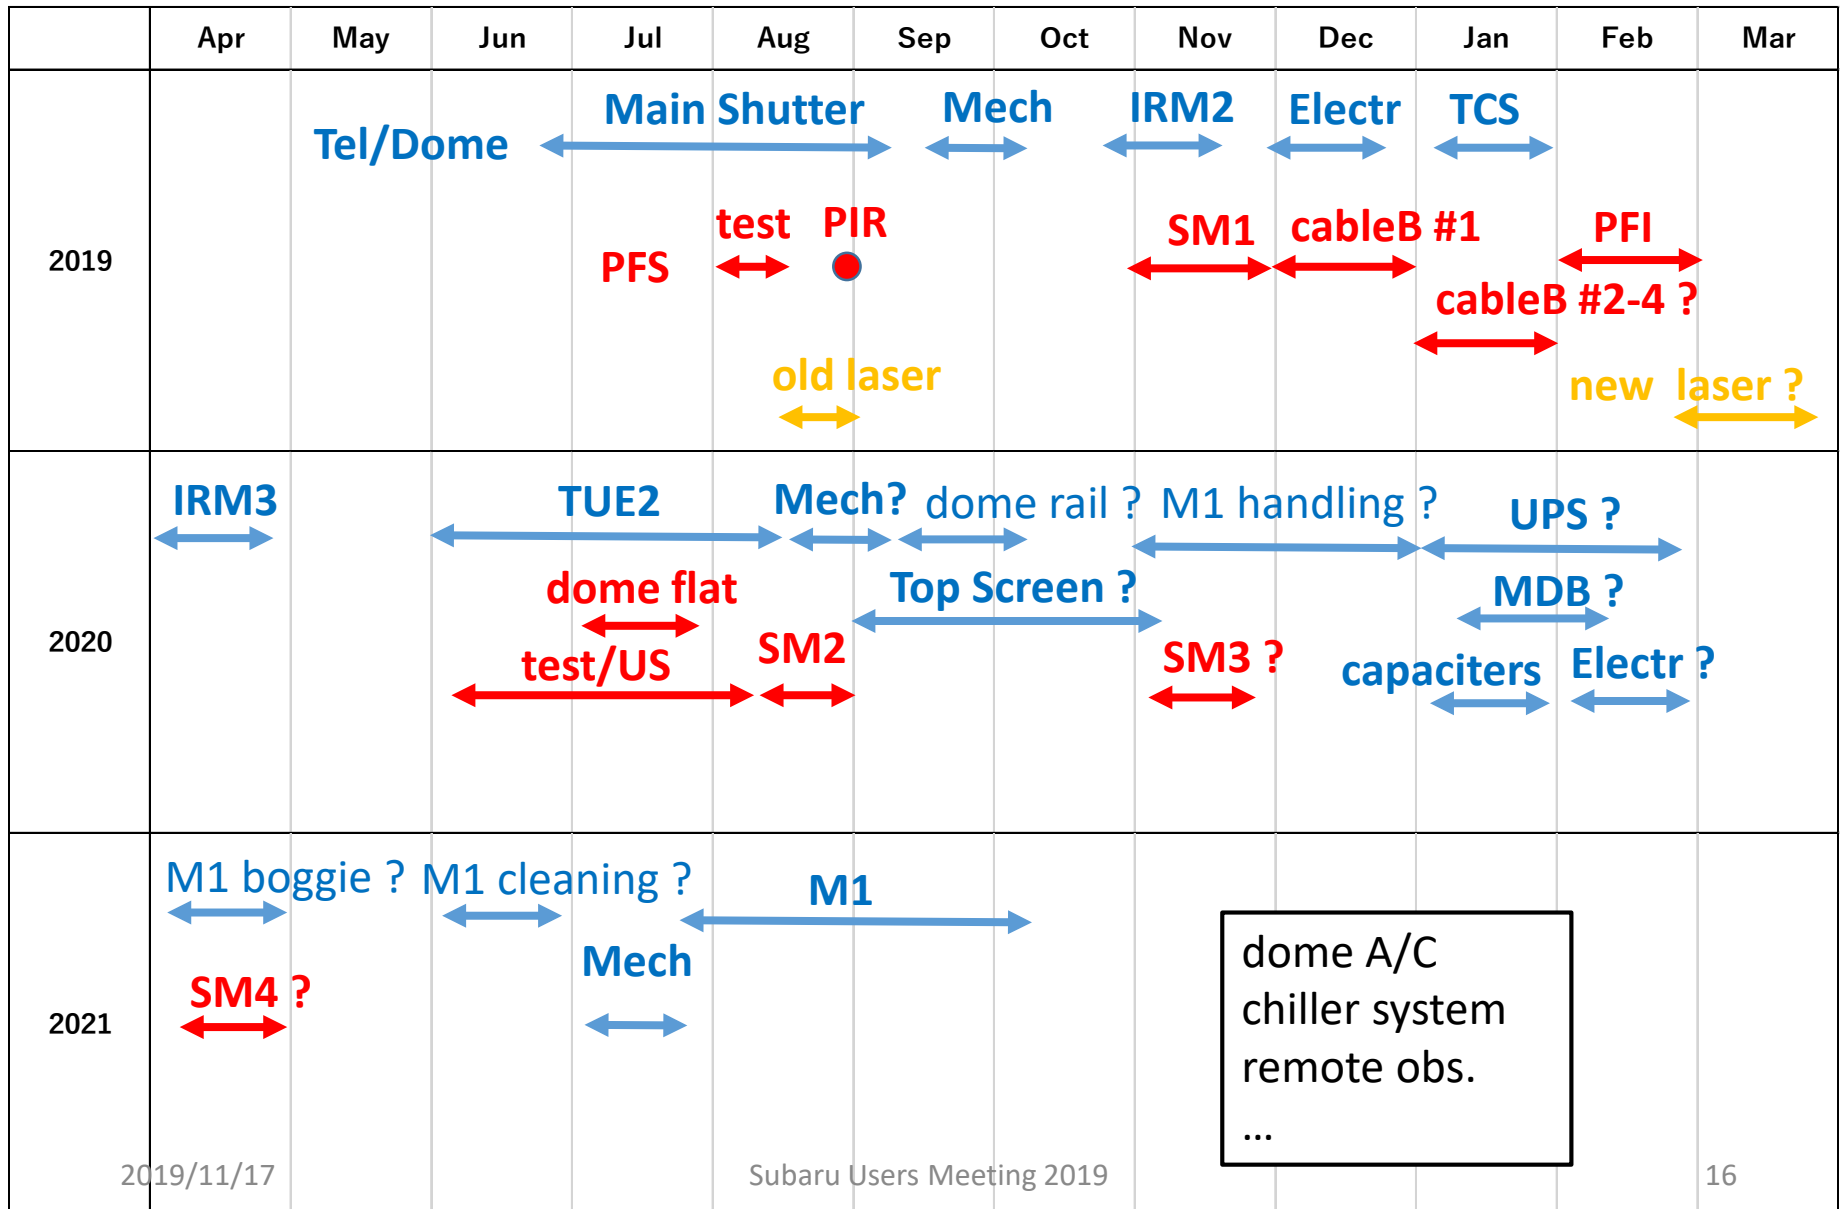 Apr May Jun Jul Aug Sep Oct Nov Dec Jan Feb Mar
2019
Main Shutter Mech IRM2 Electr TCS
Tel/Dome
test PIR SM1 cableB #1 PFI
PFS
cableB #2-4 ?
old laser
new laser ?
2020
IRM3 TUE2 Mech? dome rail ? M1 handling ? UPS ?
dome flat Top Screen ? MDB ?
test/US SM2 SM3 ? capaciters Electr ?
2021
M1 boggie ? M1 cleaning ? M1
Mech
SM4 ?
dome A/C
chiller system
remote obs.
...
2019/11/17 Subaru Users Meeting 2019 16